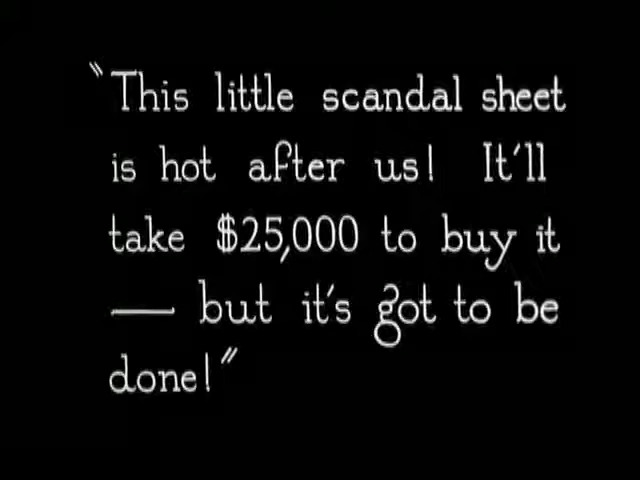 "This little scandal sheet
is hot after us! It'll
take $25,000 to buy it
— but it's got to be
done!"